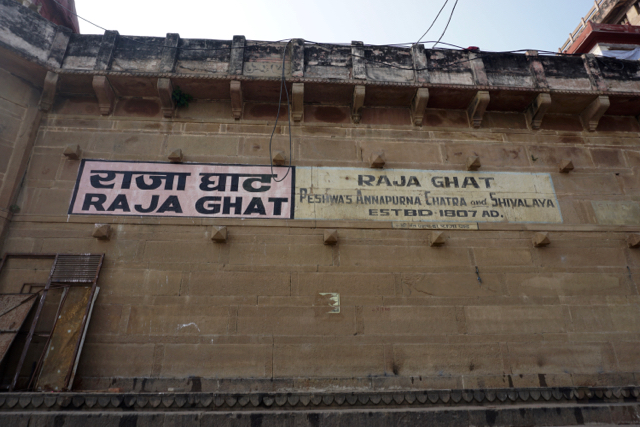 राजा घाट
RAJA GHAT
RAJA GHAT
PESHWA'S ANNAPURNA CHATRA and SHIVALAYA
ESTBD-1807 AD.